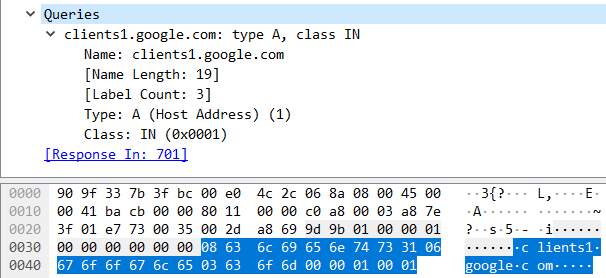 Queries
clients1.google.com: type A, class IN
Name: clients1.google.com
[Name Length: 19]
[Label Count: 3]
Type: A (Host Address) (1)
Class: IN (0x0001)
[Response In: 701]
0000 90 9f 33 7b 3f bc 00 e0 4c 2c 06 8a 08 00 45 00 ··3{?··· L,····E·
0010 00 41 ba cb 00 00 80 11 00 00 c0 a8 00 03 a8 7e ·A·············~
0020 3f 01 e7 73 00 35 00 2d a8 69 9d 9b 01 00 00 01 ?··s·5·- ·i······
0030 00 00 00 00 00 00 08 63 6c 69 65 6e 74 73 31 06 ·······c lients1·
0040 67 6f 6f 67 6c 65 03 63 6f 6d 00 00 01 00 01 google·c om·····